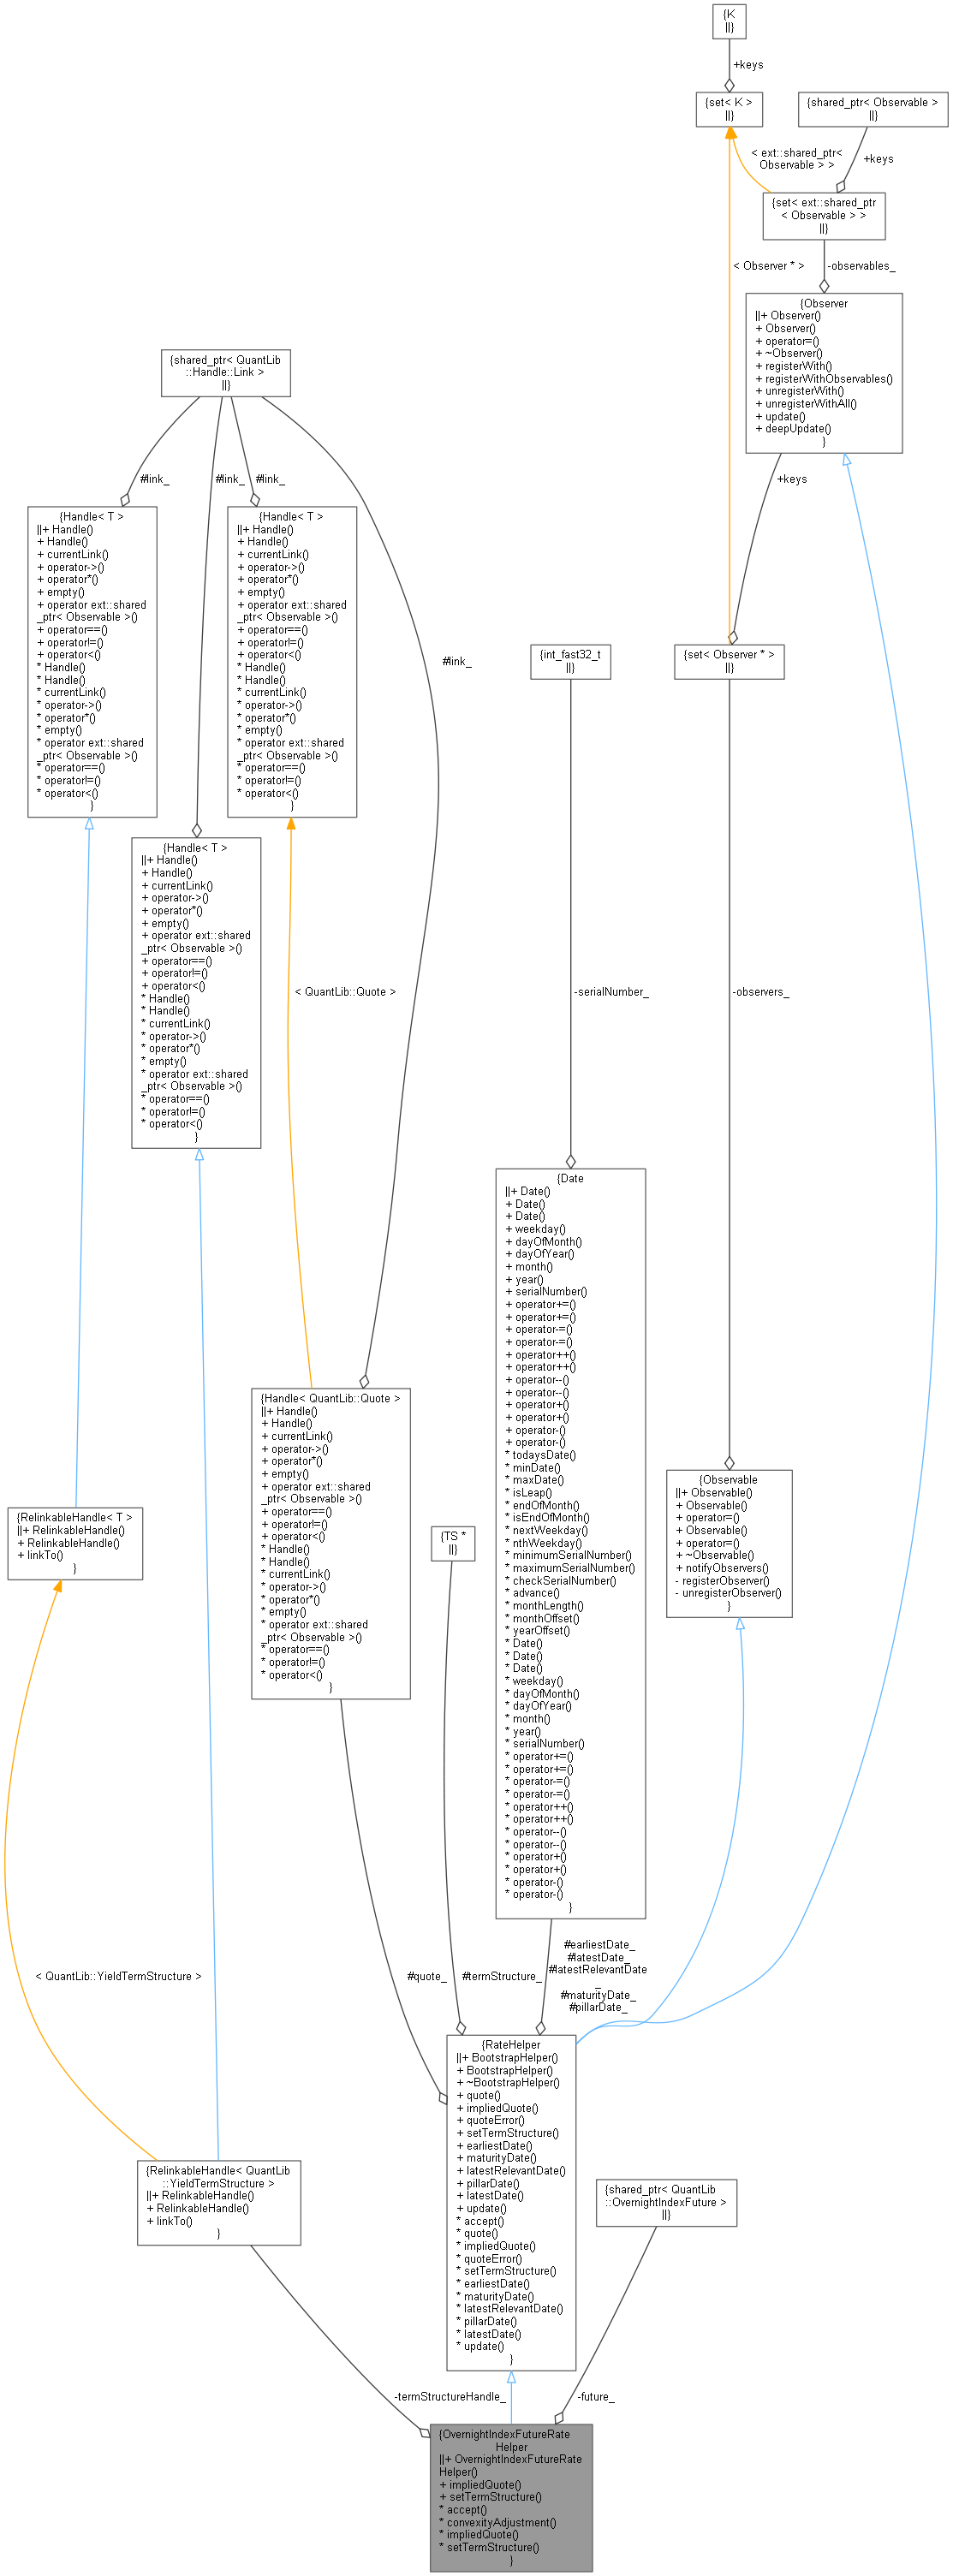 {K
||}
+keys
{set< K >
||}
{shared_ptr< Observable >
||}
< ext::shared_ptr<
Observable > >
+keys
{set< ext::shared_ptr
< Observable > >
||}
< Observer * >
-observables_
{Observer
||+ Observer()
+ Observer()
+ operator=()
+ ~Observer()
+ registerWith()
+ registerWithObservables()
+ unregisterWith()
+ unregisterWithAll()
+ update()
+ deepUpdate()
}
{shared_ptr< QuantLib
::Handle::Link >
||}
#link_
#link_
#link_
+keys
{Handle< T >
||+ Handle()
+ Handle()
+ currentLink()
+ operator->()
+ operator*()
+ empty()
+ operator ext::shared
_ptr< Observable >()
+ operator==()
+ operator!=()
+ operator<()
* Handle()
* Handle()
* currentLink()
* operator->()
* operator*()
* empty()
* operator ext::shared
_ptr< Observable >()
* operator==()
* operator!=()
* operator<()
}
{Handle< T >
||+ Handle()
+ Handle()
+ currentLink()
+ operator->()
+ operator*()
+ empty()
+ operator ext::shared
_ptr< Observable >()
+ operator==()
+ operator!=()
+ operator<()
* Handle()
* Handle()
* currentLink()
* operator->()
* operator*()
* empty()
* operator ext::shared
_ptr< Observable >()
* operator==()
* operator!=()
* operator<()
}
#link_
{int_fast32_t
||}
{set< Observer * >
||}
{Handle< T >
||+ Handle()
+ Handle()
+ currentLink()
+ operator->()
+ operator*()
+ empty()
+ operator ext::shared
_ptr< Observable >()
+ operator==()
+ operator!=()
+ operator<()
* Handle()
* Handle()
* currentLink()
* operator->()
* operator*()
* empty()
* operator ext::shared
_ptr< Observable >()
* operator==()
* operator!=()
* operator<()
}
< QuantLib::Quote >
-serialNumber_
-observers_
{Date
||+ Date()
+ Date()
+ Date()
+ weekday()
+ dayOfMonth()
+ dayOfYear()
+ month()
+ year()
+ serialNumber()
+ operator+=()
+ operator+=()
+ operator-=()
+ operator-=()
+ operator++()
+ operator++()
+ operator--()
+ operator--()
+ operator+()
+ operator+()
+ operator-()
+ operator-()
* todaysDate()
* minDate()
* maxDate()
* isLeap()
* endOfMonth()
* isEndOfMonth()
* nextWeekday()
* nthWeekday()
* minimumSerialNumber()
* maximumSerialNumber()
* checkSerialNumber()
* advance()
* monthLength()
* monthOffset()
* yearOffset()
* Date()
* Date()
* Date()
* weekday()
* dayOfMonth()
* dayOfYear()
* month()
* year()
* serialNumber()
* operator+=()
* operator+=()
* operator-=()
* operator-=()
* operator++()
* operator++()
* operator--()
* operator--()
* operator+()
* operator+()
* operator-()
* operator-()
}
{Handle< QuantLib::Quote >
||+ Handle()
+ Handle()
+ currentLink()
+ operator->()
+ operator*()
+ empty()
+ operator ext::shared
_ptr< Observable >()
+ operator==()
+ operator!=()
+ operator<()
* Handle()
* Handle()
* currentLink()
* operator->()
* operator*()
* empty()
* operator ext::shared
_ptr< Observable >()
* operator==()
* operator!=()
* operator<()
}
{Observable
||+ Observable()
+ Observable()
+ operator=()
+ Observable()
+ operator=()
+ ~Observable()
+ notifyObservers()
- registerObserver()
- unregisterObserver()
}
{RelinkableHandle< T >
||+ RelinkableHandle()
+ RelinkableHandle()
+ linkTo()
}
{TS *
||}
< QuantLib::YieldTermStructure >
#quote_
#termStructure_
#earliestDate_
#latestDate_
#latestRelevantDate
_
#maturityDate_
#pillarDate_
{RateHelper
||+ BootstrapHelper()
+ BootstrapHelper()
+ ~BootstrapHelper()
+ quote()
+ impliedQuote()
+ quoteError()
+ setTermStructure()
+ earliestDate()
+ maturityDate()
+ latestRelevantDate()
+ pillarDate()
+ latestDate()
+ update()
* accept()
* quote()
* impliedQuote()
* quoteError()
* setTermStructure()
* earliestDate()
* maturityDate()
* latestRelevantDate()
* pillarDate()
* latestDate()
* update()
}
{RelinkableHandle< QuantLib
::YieldTermStructure >
||+ RelinkableHandle()
+ RelinkableHandle()
+ linkTo()
}
{shared_ptr< QuantLib
::OvernightIndexFuture >
||}
-termStructureHandle_
-future_
{OvernightIndexFutureRate
Helper
||+ OvernightIndexFutureRate
Helper()
+ impliedQuote()
+ setTermStructure()
* accept()
* convexityAdjustment()
* impliedQuote()
* setTermStructure()
}